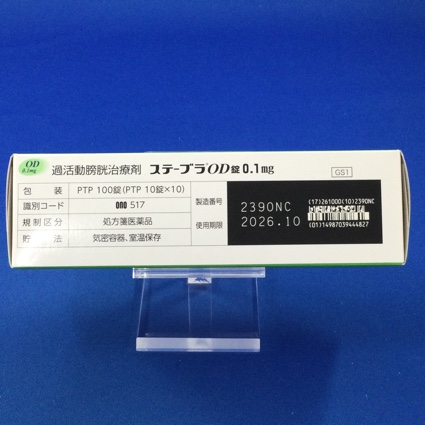 OD
0.1mg
過活動膀胱治療剤 ステーブラOD錠0.1mg
GS1
包装 PTP 100錠(PTP 10錠×10)
識別コード ono 517
規制区分 処方箋医薬品
貯法 気密容器、室温保存
製造番号 239ONC
使用期限 2026.10
(17)261000(10)239ONC
(01)14987039444827